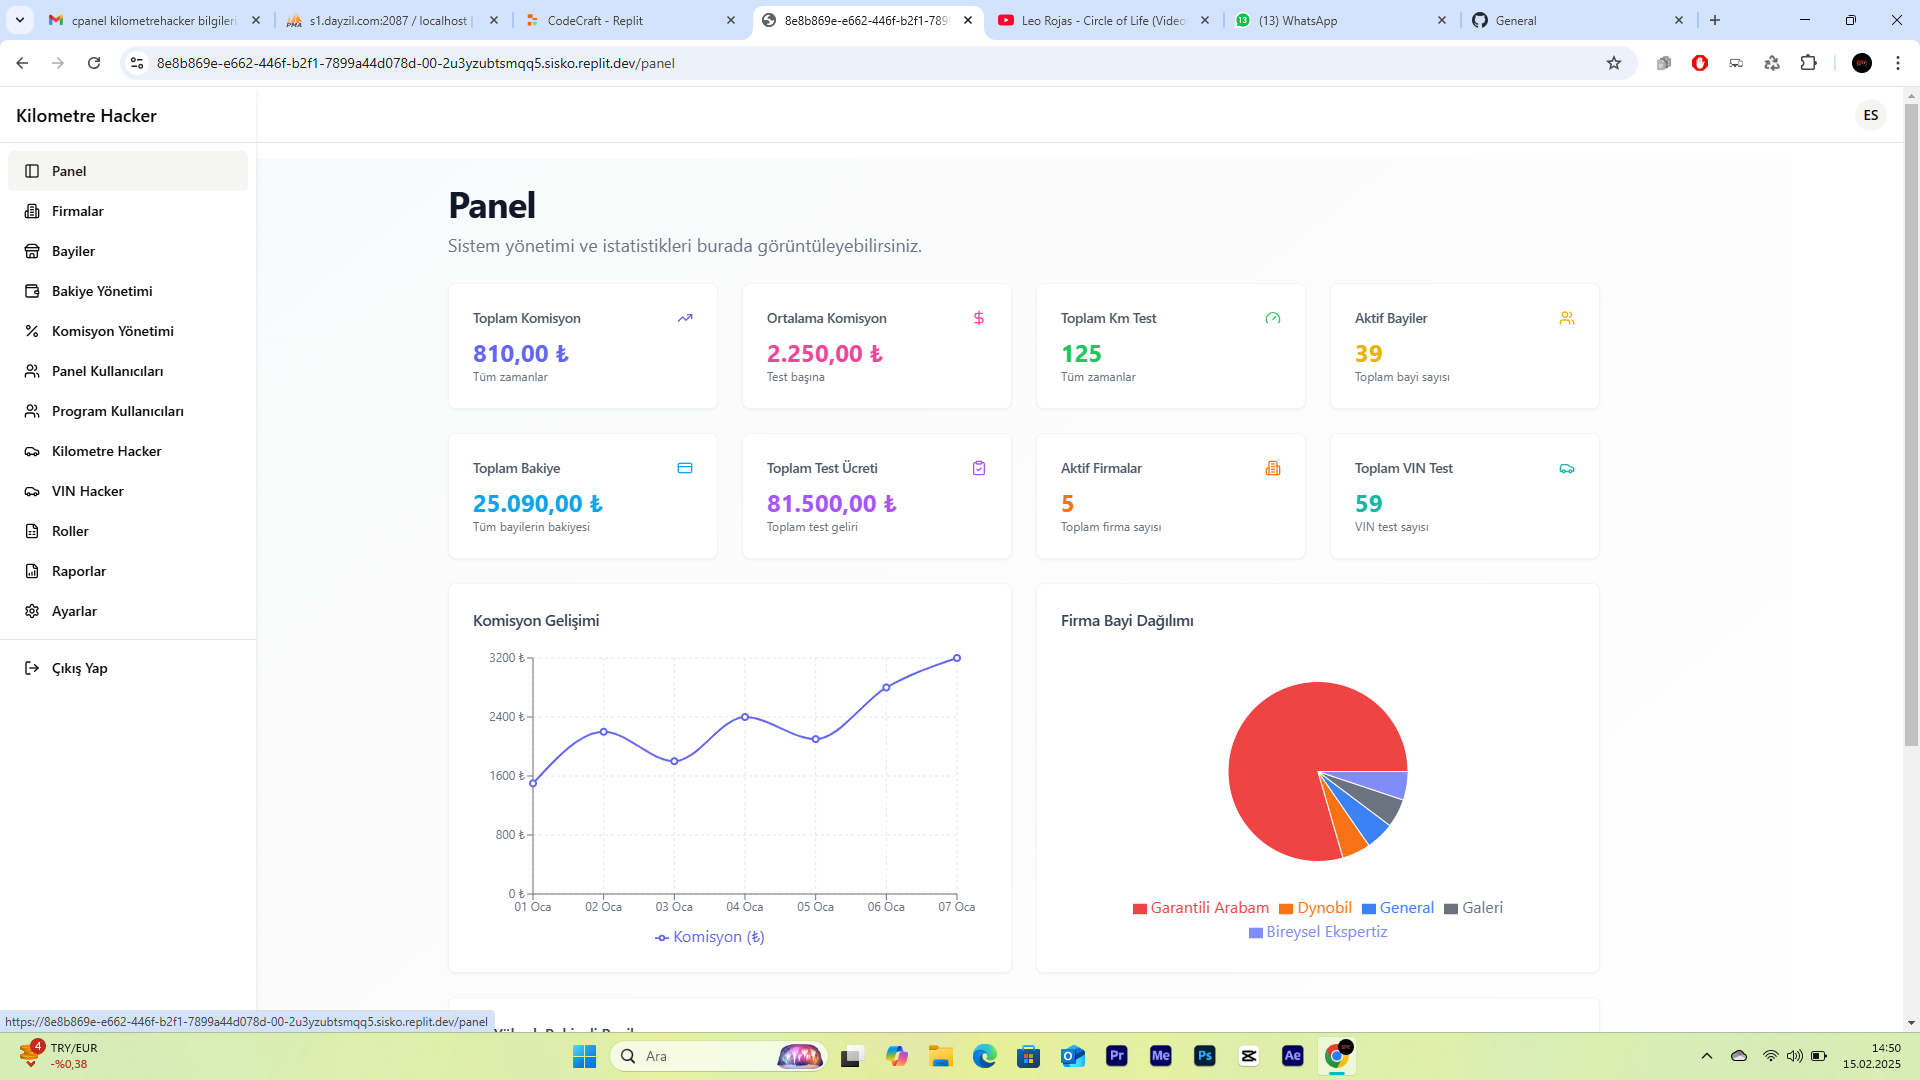 cpanel kilometrehacker bilgileri
s1.dayzil.com:2087 / localhost |
CodeCraft - Replit
8e8b869e-e662-446f-b2f1-789
Leo Rojas - Circle of Life (Video
(13) WhatsApp
General
8e8b869e-e662-446f-b2f1-7899a44d078d-00-2u3yzubtsmqq5.sisko.replit.dev/panel
Kilometre Hacker
ES
Panel
Firmalar
Bayiler
Bakiye Yönetimi
Komisyon Yönetimi
Panel Kullanıcıları
Program Kullanıcıları
Kilometre Hacker
VIN Hacker
Roller
Raporlar
Ayarlar
Çıkış Yap
Panel
Sistem yönetimi ve istatistikleri burada görüntüleyebilirsiniz.
Toplam Komisyon
810,00 ₺
Tüm zamanlar
Ortalama Komisyon
2.250,00 ₺
Test başına
Toplam Km Test
125
Tüm zamanlar
Aktif Bayiler
39
Toplam bayi sayısı
Toplam Bakiye
25.090,00 ₺
Tüm bayilerin bakiyesi
Toplam Test Ücreti
81.500,00 ₺
Toplam test geliri
Aktif Firmalar
5
Toplam firma sayısı
Toplam VIN Test
59
VIN test sayısı
Komisyon Gelişimi
3200 ₺
2400 ₺
1600 ₺
800 ₺
0 ₺
01 Oca 02 Oca 03 Oca 04 Oca 05 Oca 06 Oca 07 Oca
Komisyon (₺)
Firma Bayi Dağılımı
Garantili Arabam Dynobil General Galeri
Bireysel Ekspertiz
https://8e8b869e-e662-446f-b2f1-7899a44d078d-00-2u3yzubtsmqq5.sisko.replit.dev/panel
4
TRY/EUR
-%0,38
Ara
Pr
Me
Ps
Ae
14:50
15.02.2025